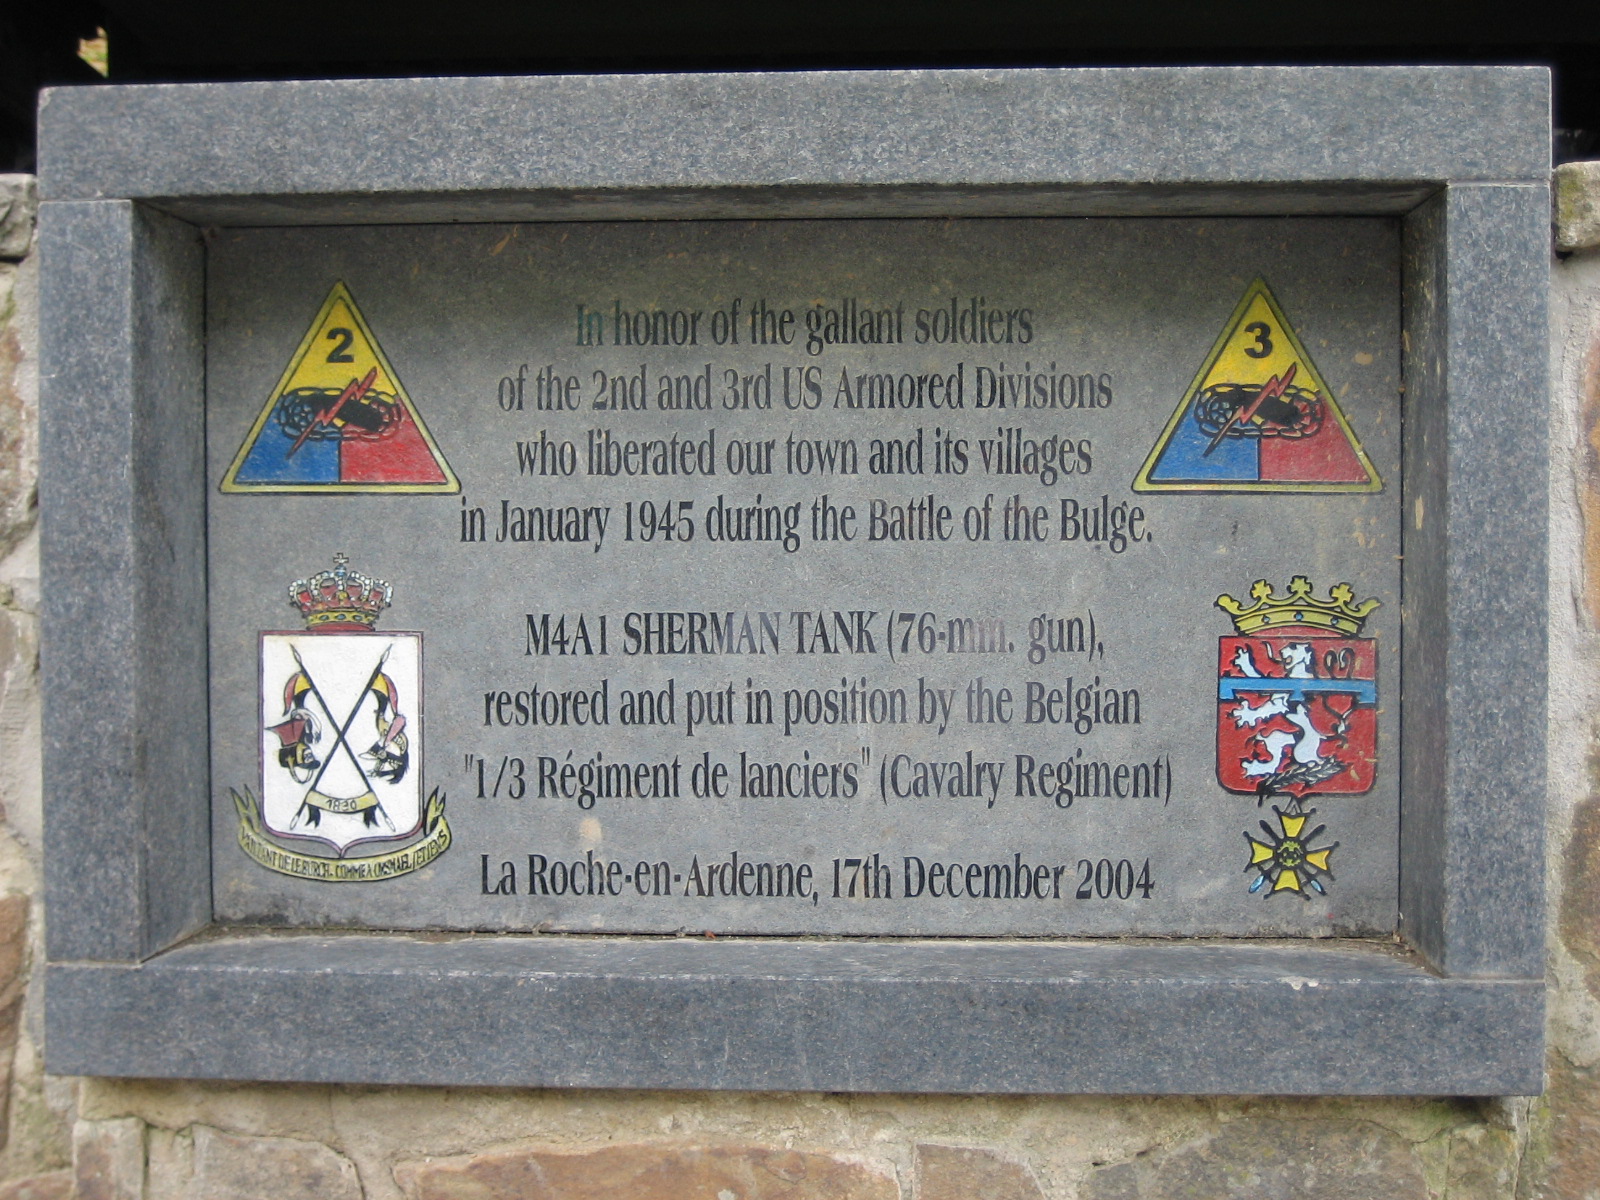 2
3
In honor of the gallant soldiers
of the 2nd and 3rd US Armored Divisions
who liberated our town and its villages
in January 1945 during the Battle of the Bulge.
M4A1 SHERMAN TANK (76-mm. gun),
restored and put in position by the Belgian
"1/3 Régiment de lanciers" (Cavalry Regiment)
La Roche-en-Ardenne, 17th December 2004
1830
DE COMME A